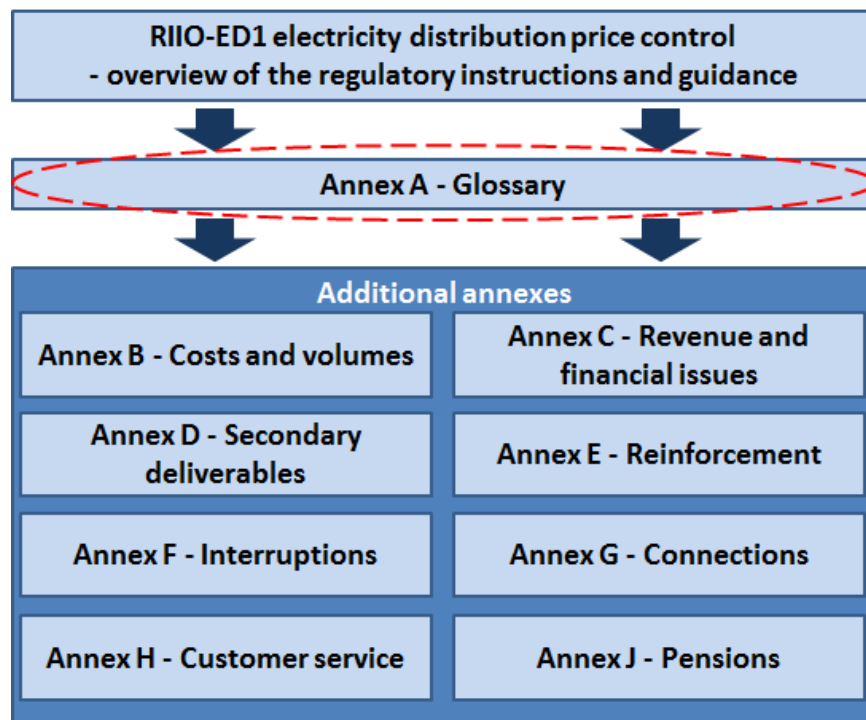 RIIO-ED1 electricity distribution price control
- overview of the regulatory instructions and guidance
Annex A - Glossary
Additional annexes
Annex B - Costs and volumes
Annex C - Revenue and
financial issues
Annex D - Secondary
deliverables
Annex E - Reinforcement
Annex F - Interruptions
Annex G - Connections
Annex H - Customer service
Annex J - Pensions